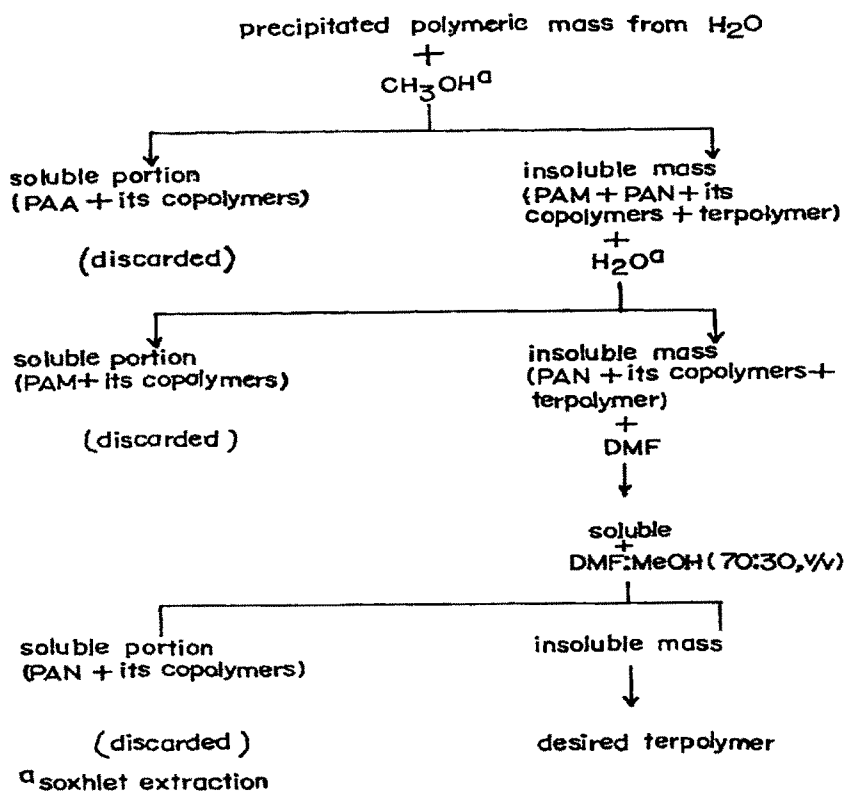 precipitated polymeric mass from H₂O
+
CH₃OHᵃ
soluble portion
(PAA + its copolymers)
(discarded)
insoluble mass
(PAM + PAN + its
copolymers + terpolymer)
+
H₂Oᵃ
soluble portion
(PAM + its copolymers)
(discarded)
insoluble mass
(PAN + its copolymers +
terpolymer)
+
DMF
soluble
+
DMF:MeOH (70:30, v/v)
soluble portion
(PAN + its copolymers)
(discarded)
insoluble mass
desired terpolymer
ᵃ soxhlet extraction